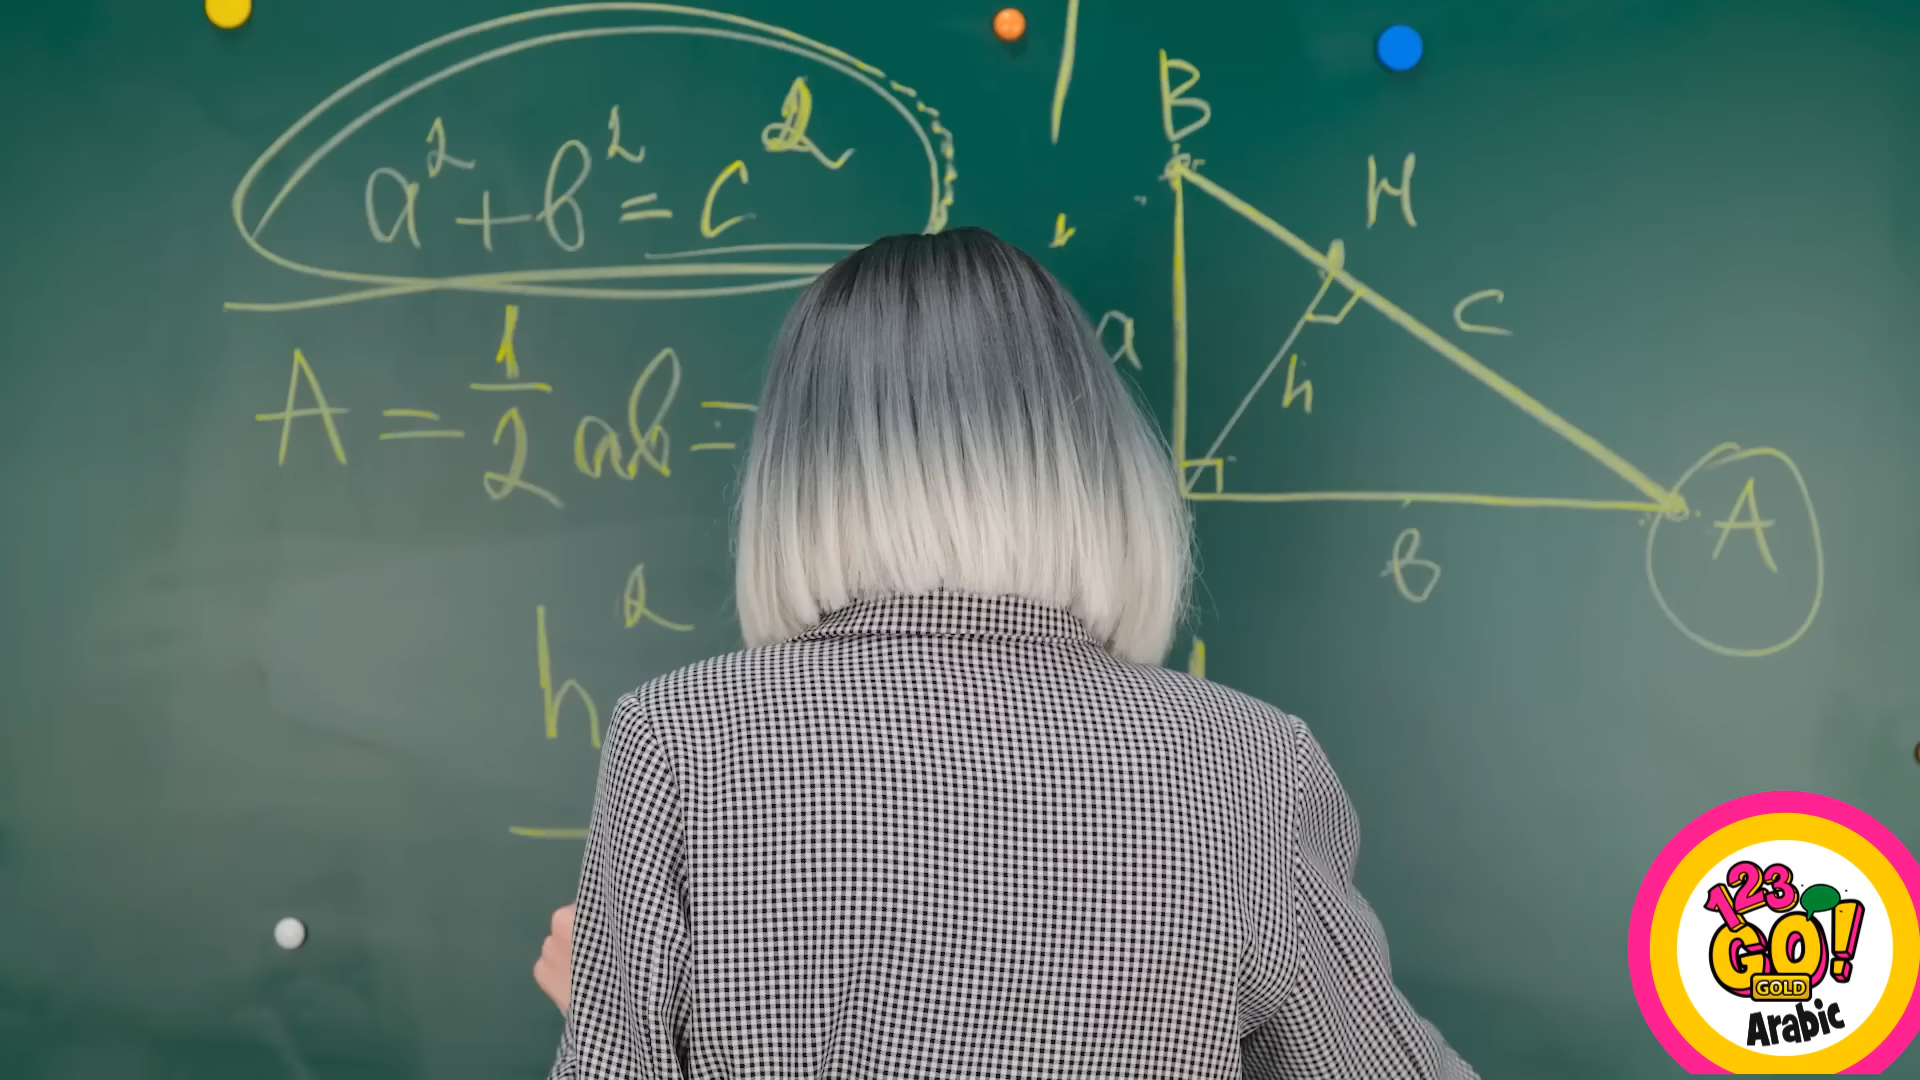 a² + b² = c²
A = 1/2 ab =
h²
B
H
a
c
h
b
A
123
GO!
GOLD
Arabic